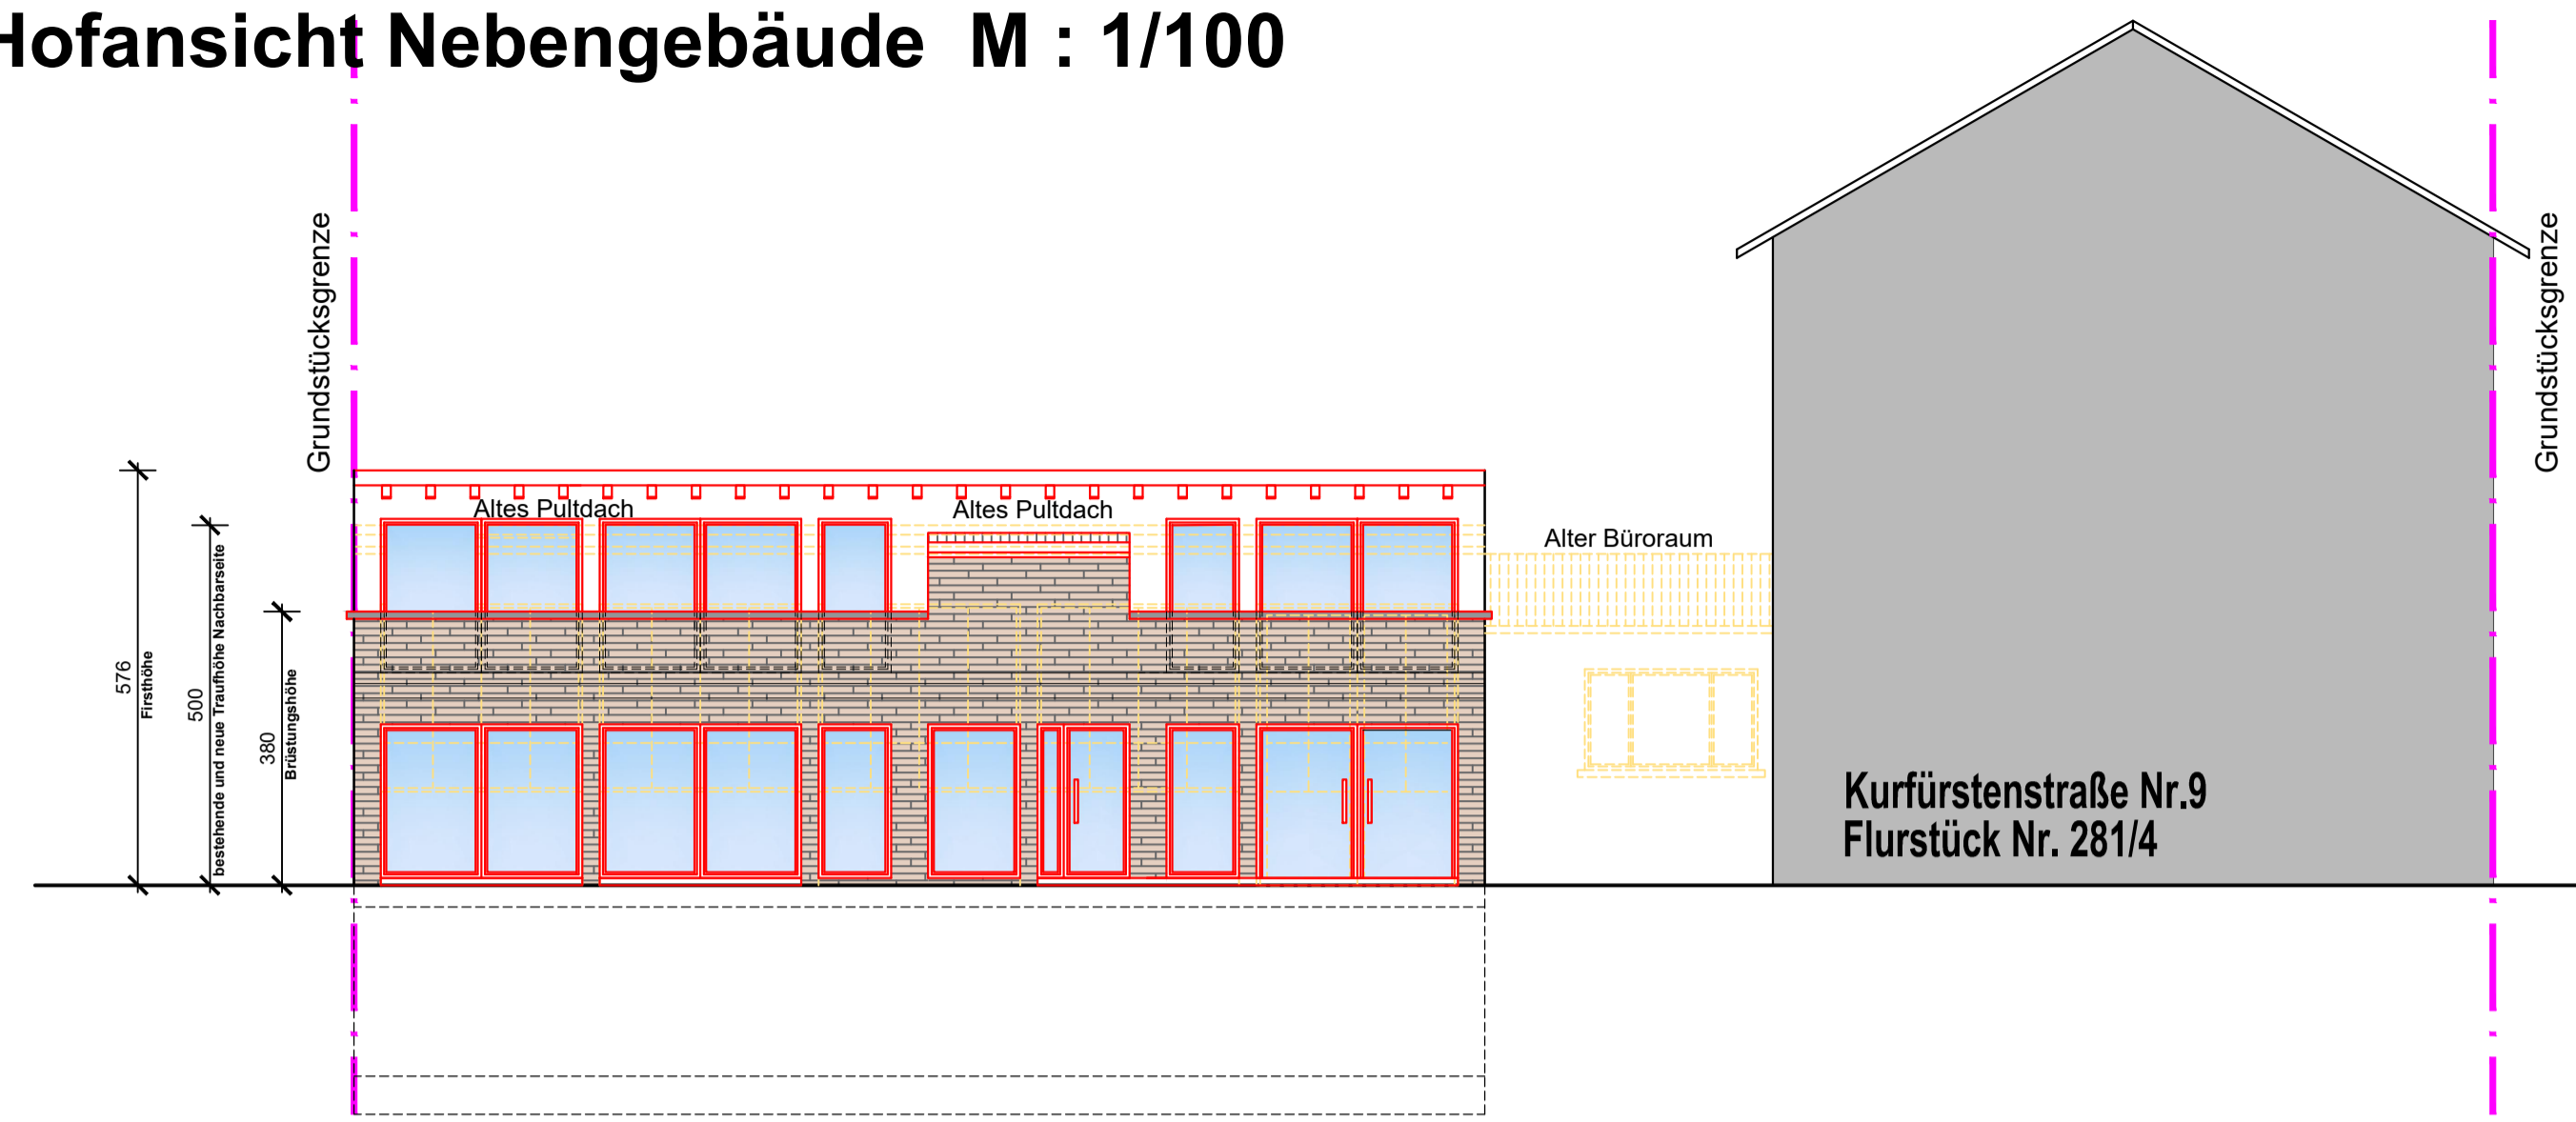 Hofansicht Nebengebäude M : 1/100
Grundstücksgrenze
Grundstücksgrenze
Altes Pultdach
Altes Pultdach
Alter Büroraum
576
Firsthöhe
500
bestehende und neue Traufhöhe Nachbarseite
380
Brüstungshöhe
Kurfürstenstraße Nr.9
Flurstück Nr. 281/4